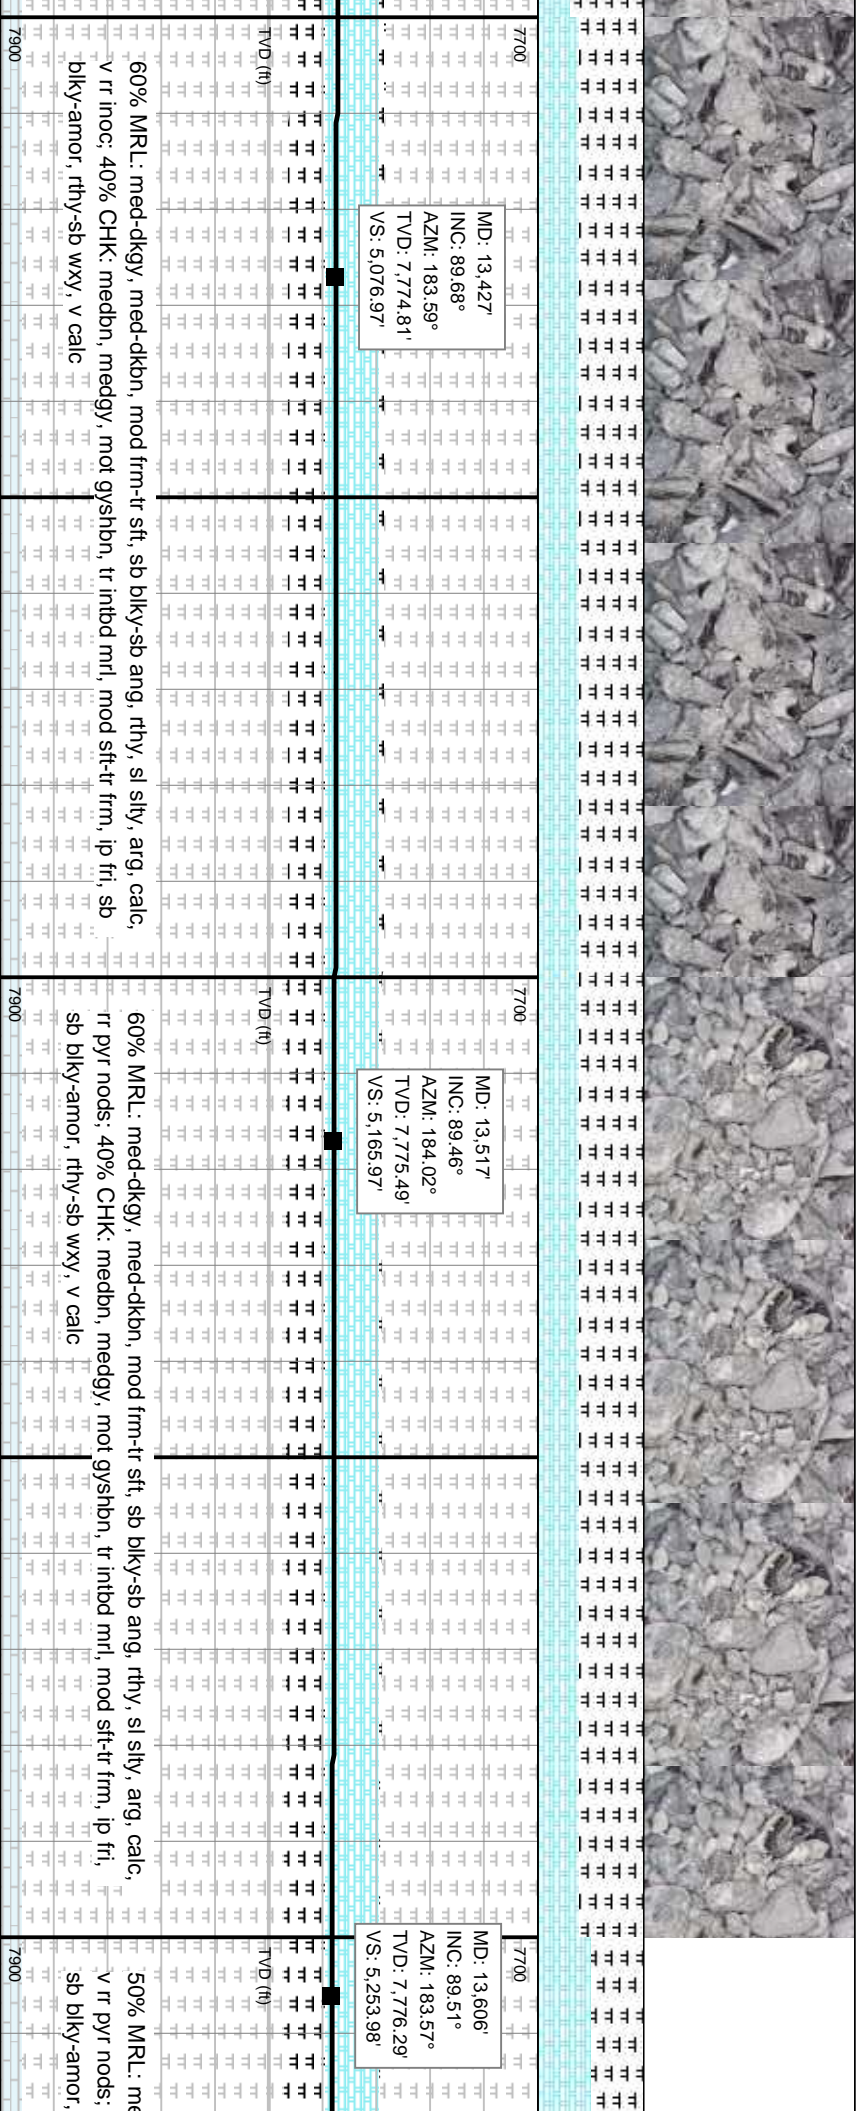 7700
TVD (ft)
7900
MD: 13,427'
INC: 89.68°
AZM: 183.59°
TVD: 7,774.81'
VS: 5,076.97'
60% MRL: med-dkgy, med-dkbn, mod frm-tr sft, sb blky-sb ang, rthy, sl slty, arg, calc,
v rr inoc; 40% CHK: medbn, medgy, mot gyshbn, tr intbd mrl, mod sft-tr frm, ip fri, sb
blky-amor, rthy-sb wxy, v calc
7700
TVD (ft)
7900
MD: 13,517'
INC: 89.46°
AZM: 184.02°
TVD: 7,775.49'
VS: 5,165.97'
60% MRL: med-dkgy, med-dkbn, mod frm-tr sft, sb blky-sb ang, rthy, sl slty, arg, calc,
rr pyr nods; 40% CHK: medbn, medgy, mot gyshbn, tr intbd mrl, mod sft-tr frm, ip fri,
sb blky-amor, rthy-sb wxy, v calc
7700
TVD (ft)
7900
MD: 13,606'
INC: 89.51°
AZM: 183.57°
TVD: 7,776.29'
VS: 5,253.98'
50% MRL: me
v rr pyr nods;
sb blky-amor,